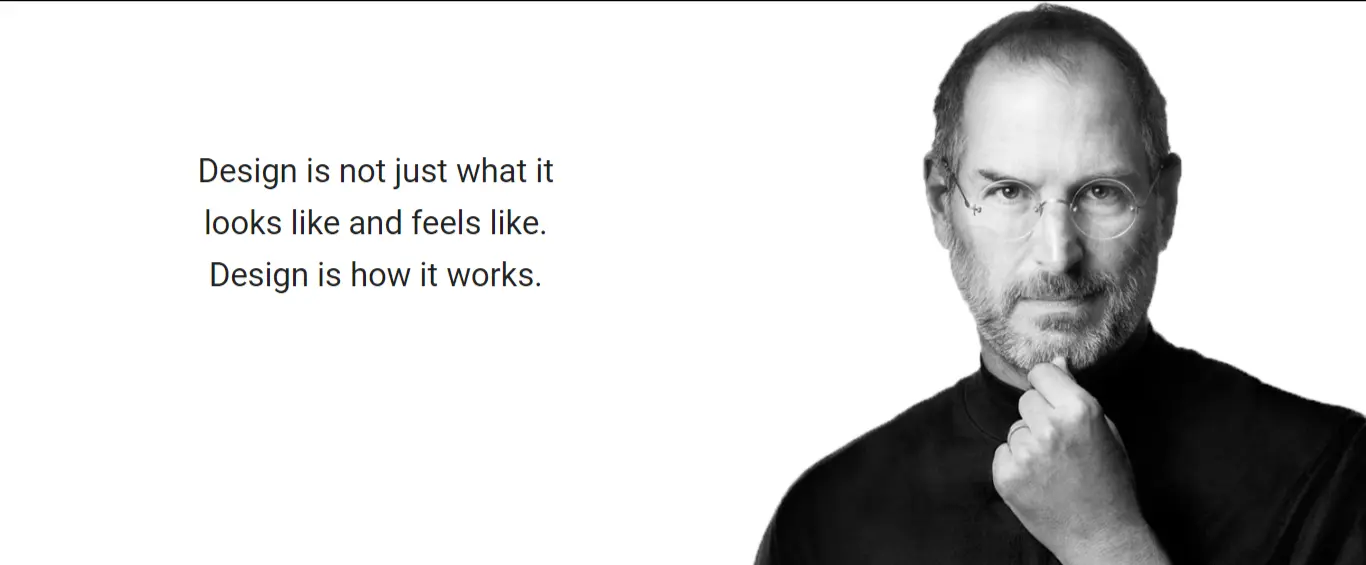 Design is not just what it
looks like and feels like.
Design is how it works.